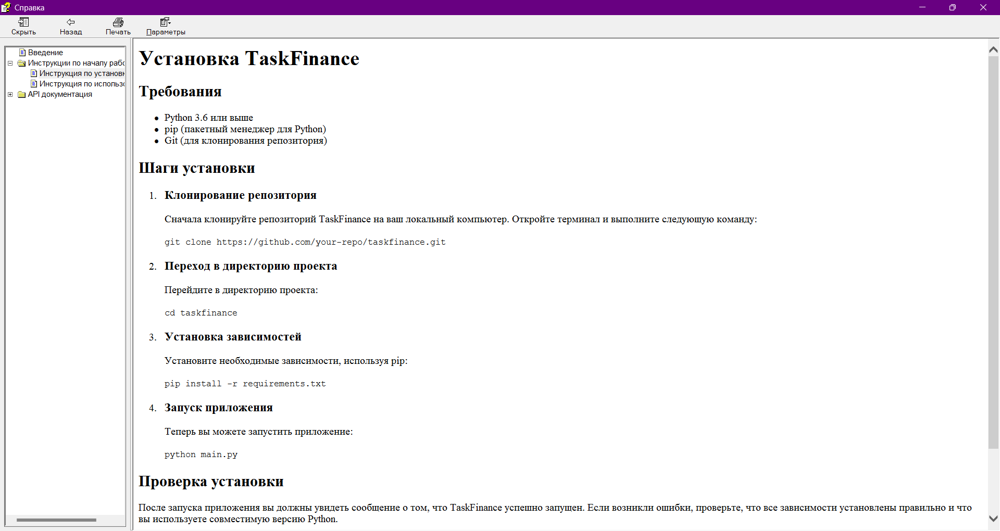 Справка
Скрыть
Назад
Печать
Параметры
Введение
Инструкции по началу рабо
Инструкция по установк
Инструкция по использо
API документация
Установка TaskFinance
Требования
• Python 3.6 или выше
• pip (пакетный менеджер для Python)
• Git (для клонирования репозитория)
Шаги установки
1. Клонирование репозитория
Сначала клонируйте репозиторий TaskFinance на ваш локальный компьютер. Откройте терминал и выполните следующую команду:
git clone https://github.com/your-repo/taskfinance.git
2. Переход в директорию проекта
Перейдите в директорию проекта:
cd taskfinance
3. Установка зависимостей
Установите необходимые зависимости, используя pip:
pip install -r requirements.txt
4. Запуск приложения
Теперь вы можете запустить приложение:
python main.py
Проверка установки
После запуска приложения вы должны увидеть сообщение о том, что TaskFinance успешно запущен. Если возникли ошибки, проверьте, что все зависимости установлены правильно и что
вы используете совместимую версию Python.